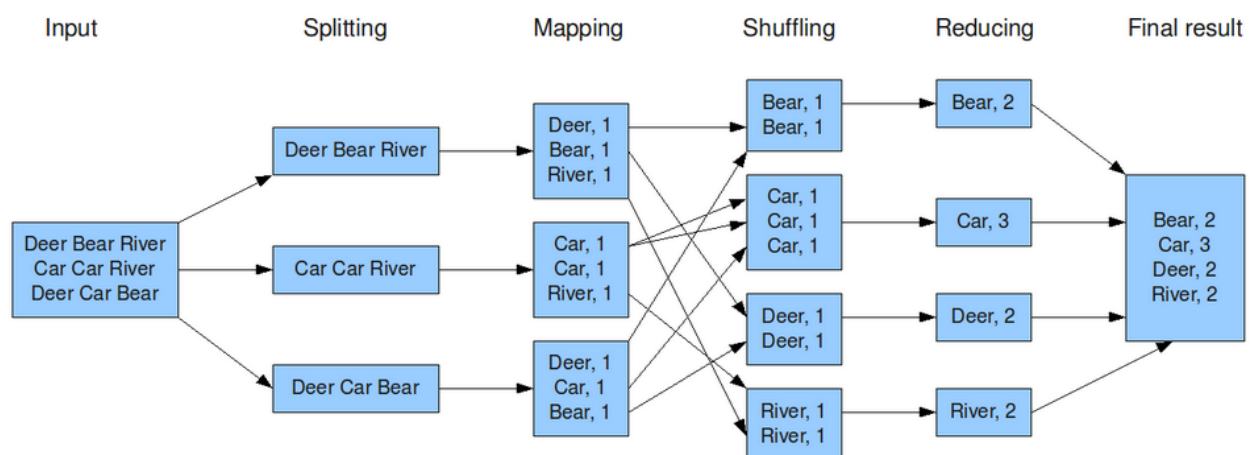 Input
Splitting
Mapping
Shuffling
Reducing
Final result
Deer Bear River
Car Car River
Deer Car Bear
Deer Bear River
Car Car River
Deer Car Bear
Deer, 1
Bear, 1
River, 1
Car, 1
Car, 1
River, 1
Deer, 1
Car, 1
Bear, 1
Bear, 1
Bear, 1
Car, 1
Car, 1
Car, 1
Deer, 1
Deer, 1
River, 1
River, 1
Bear, 2
Car, 3
Deer, 2
River, 2
Bear, 2
Car, 3
Deer, 2
River, 2